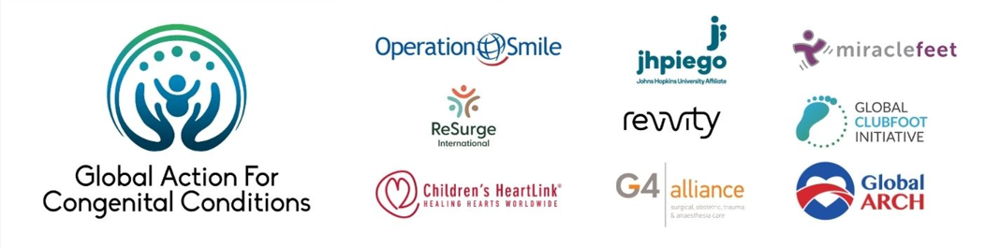 Global Action For
Congenital Conditions
Operation Smile
ReSurge
International
Children's HeartLink®
HEALING HEARTS WORLDWIDE
j;
jhpiego
Johns Hopkins University Affiliate
revvity
G4 alliance
surgical, obstetric, trauma
& anaesthesia care
miraclefeet
GLOBAL
CLUBFOOT
INITIATIVE
Global
ARCH